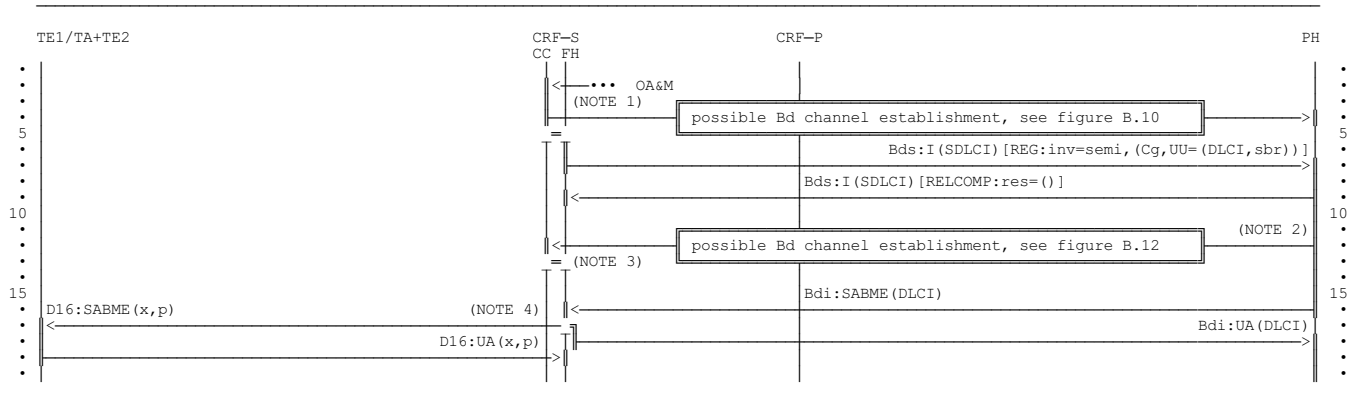 TE1/TA+TE2 CRF─S CRF─P PH
CC FH
OA&M
(NOTE 1)
possible Bd channel establishment, see figure B.10
5 = 5
Bds:I(SDLCI)[REG:inv=semi,(Cg,UU=(DLCI,sbr))]
Bds:I(SDLCI)[RELCOMP:res=()]
10 10
(NOTE 2)
possible Bd channel establishment, see figure B.12
= (NOTE 3)
15 Bdi:SABME(DLCI) 15
D16:SABME(x,p) (NOTE 4)
Bdi:UA(DLCI)
D16:UA(x,p)